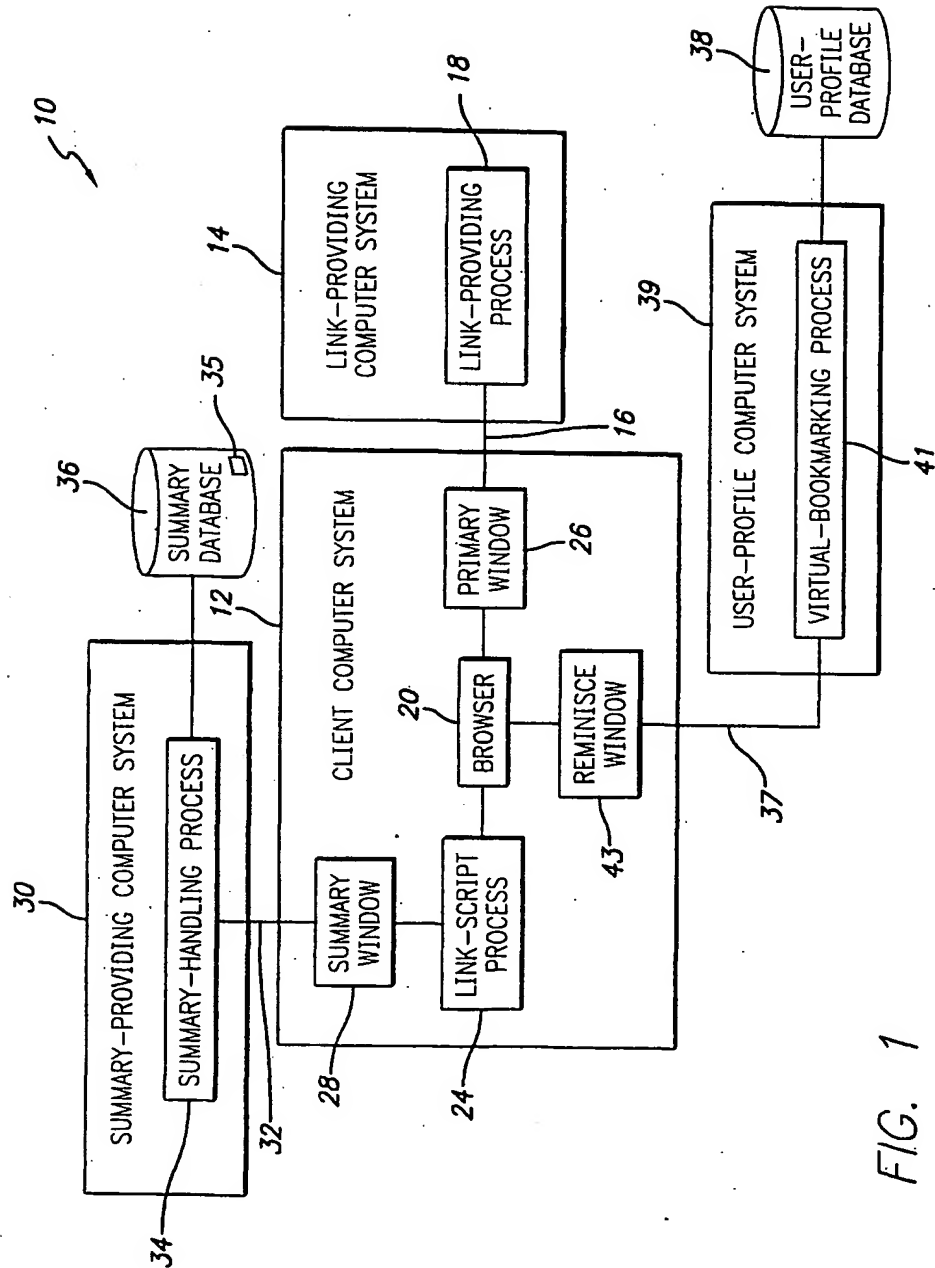 10
30
SUMMARY-PROVIDING COMPUTER SYSTEM
SUMMARY-HANDLING PROCESS
34
36
SUMMARY
DATABASE
35
32
12
CLIENT COMPUTER SYSTEM
SUMMARY
WINDOW
28
LINK-SCRIPT
PROCESS
24
20
BROWSER
PRIMARY
WINDOW
26
REMINISCE
WINDOW
43
14
LINK-PROVIDING
COMPUTER SYSTEM
LINK-PROVIDING
PROCESS
18
16
37
39
USER-PROFILE COMPUTER SYSTEM
VIRTUAL-BOOKMARKING PROCESS
41
38
USER-
PROFILE
DATABASE
FIG. 1